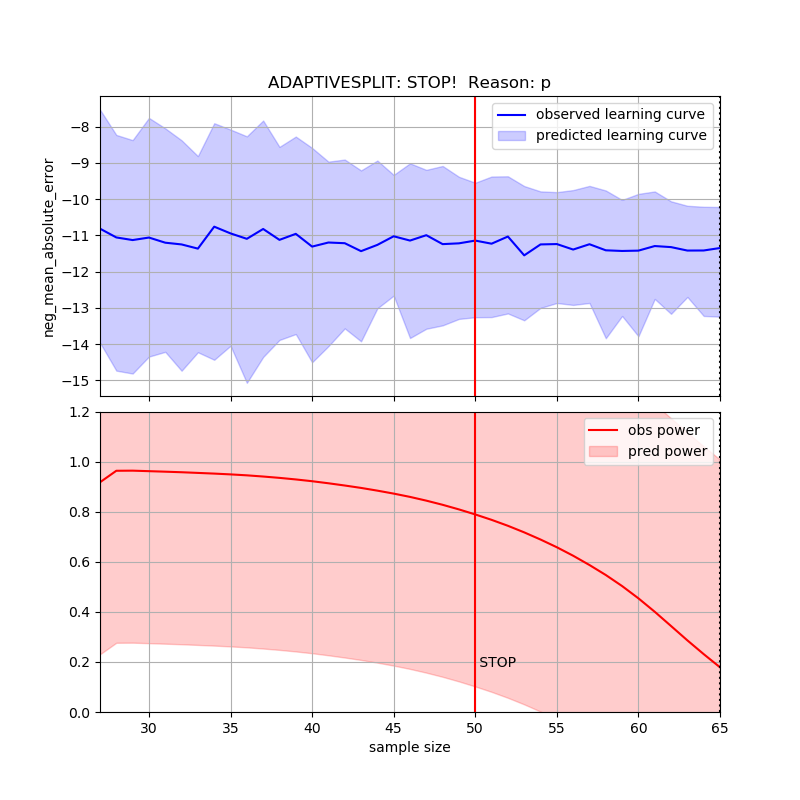 ADAPTIVESPLIT: STOP!  Reason: p
observed learning curve
predicted learning curve
neg_mean_absolute_error
−8
−9
−10
−11
−12
−13
−14
−15
obs power
pred power
1.2
1.0
0.8
0.6
0.4
0.2
0.0
STOP
30 35 40 45 50 55 60 65
sample size